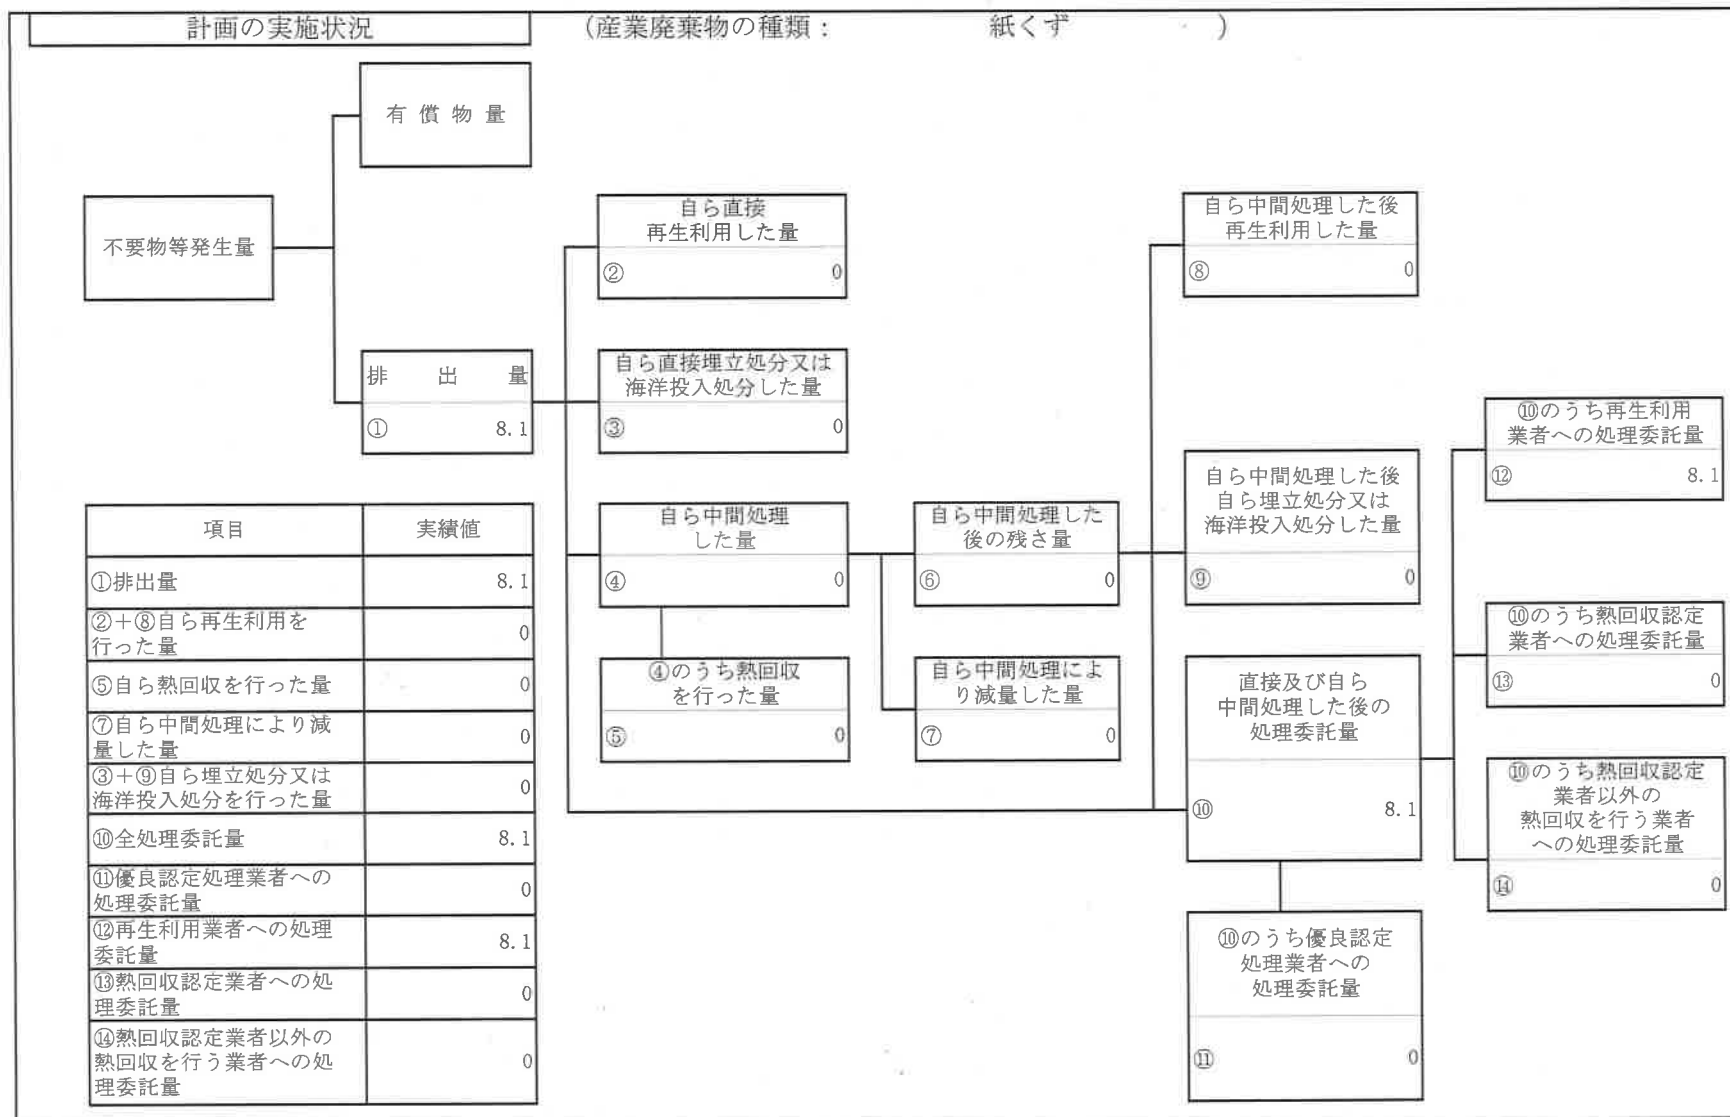 計画の実施状況 (産業廃棄物の種類: 紙くず )
有償物量
不要物等発生量
排出量
① 8.1
自ら直接
再生利用した量
② 0
自ら直接埋立処分又は
海洋投入処分した量
③ 0
自ら中間処理
した量
④ 0
④のうち熱回収
を行った量
⑤ 0
自ら中間処理した
後の残さ量
⑥ 0
自ら中間処理によ
り減量した量
⑦ 0
自ら中間処理した後
再生利用した量
⑧ 0
自ら中間処理した後
自ら埋立処分又は
海洋投入処分した量
⑨ 0
直接及び自ら
中間処理した後の
処理委託量
⑩ 8.1
⑩のうち優良認定
処理業者への
処理委託量
⑪ 0
⑩のうち再生利用
業者への処理委託量
⑫ 8.1
⑩のうち熱回収認定
業者への処理委託量
⑬ 0
⑩のうち熱回収認定
業者以外の
熱回収を行う業者
への処理委託量
⑭ 0
項目 実績値
①排出量 8.1
②+⑧自ら再生利用を
行った量 0
⑤自ら熱回収を行った量 0
⑦自ら中間処理により減
量した量 0
③+⑨自ら埋立処分又は
海洋投入処分を行った量 0
⑩全処理委託量 8.1
⑪優良認定処理業者への
処理委託量 0
⑫再生利用業者への処理
委託量 8.1
⑬熱回収認定業者への処
理委託量 0
⑭熱回収認定業者以外の
熱回収を行う業者への処
理委託量 0